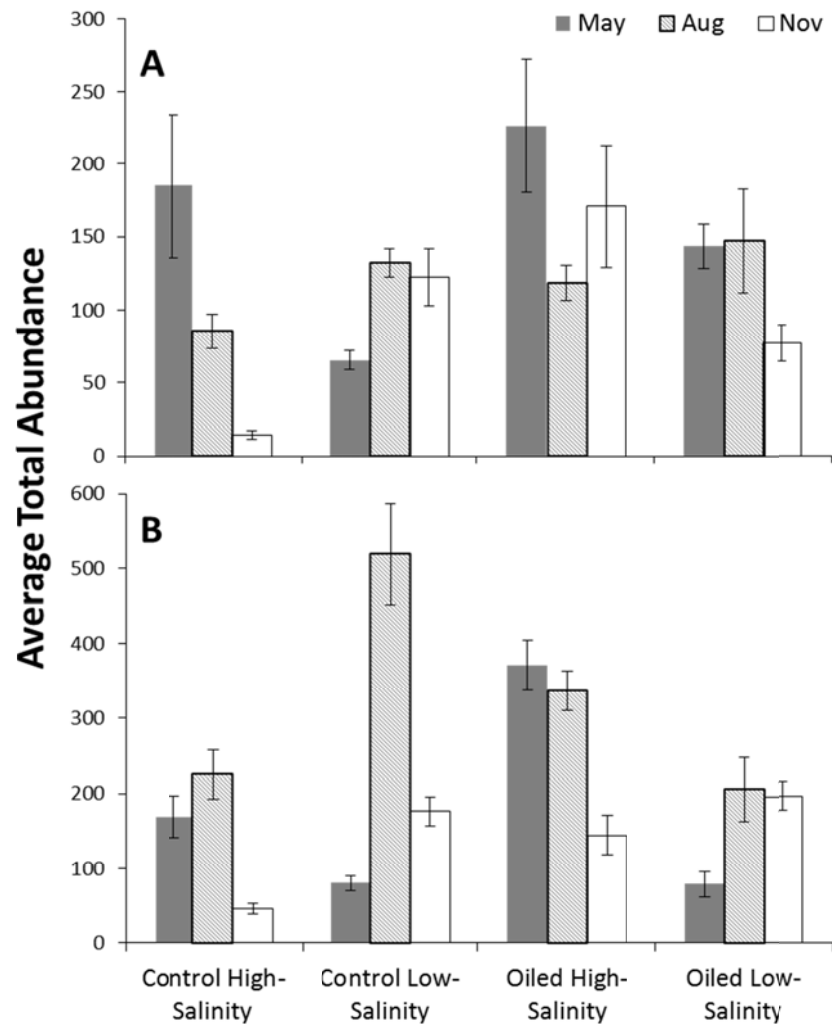 300
May Aug Nov
A
250
200
150
100
50
0
Average Total Abundance
600
B
500
400
300
200
100
0
Control High- Control Low- Oiled High- Oiled Low-
Salinity Salinity Salinity Salinity